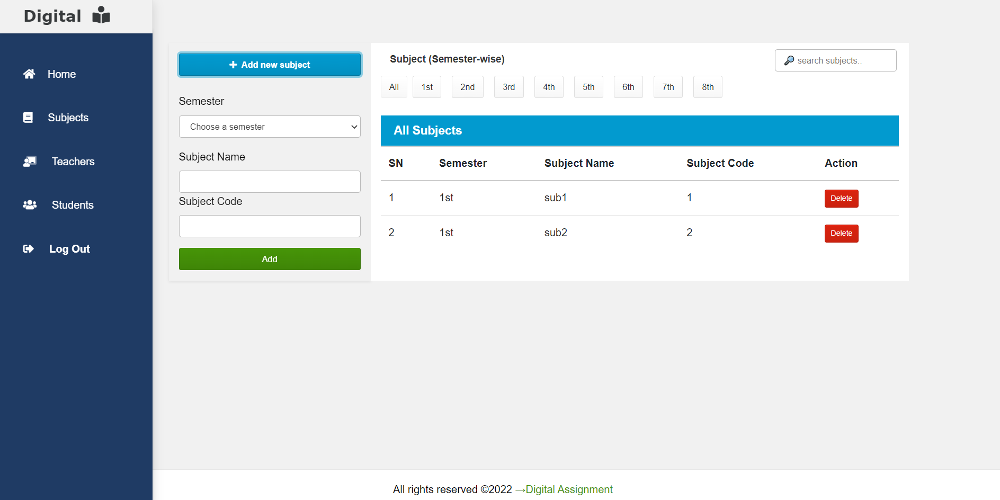 Digital
Home
Subjects
Teachers
Students
Log Out
Add new subject
Semester
Choose a semester
Subject Name
Subject Code
Add
Subject (Semester-wise)
search subjects..
All 1st 2nd 3rd 4th 5th 6th 7th 8th
All Subjects
SN Semester Subject Name Subject Code Action
1 1st sub1 1 Delete
2 1st sub2 2 Delete
All rights reserved ©2022 →Digital Assignment